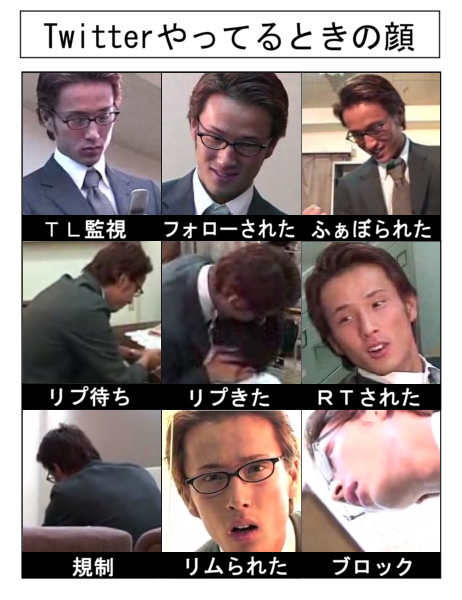 Twitterやってるときの顔
ＴＬ監視
フォローされた
ふぁぼられた
リプ待ち
リプきた
ＲＴされた
規制
リムられた
ブロック